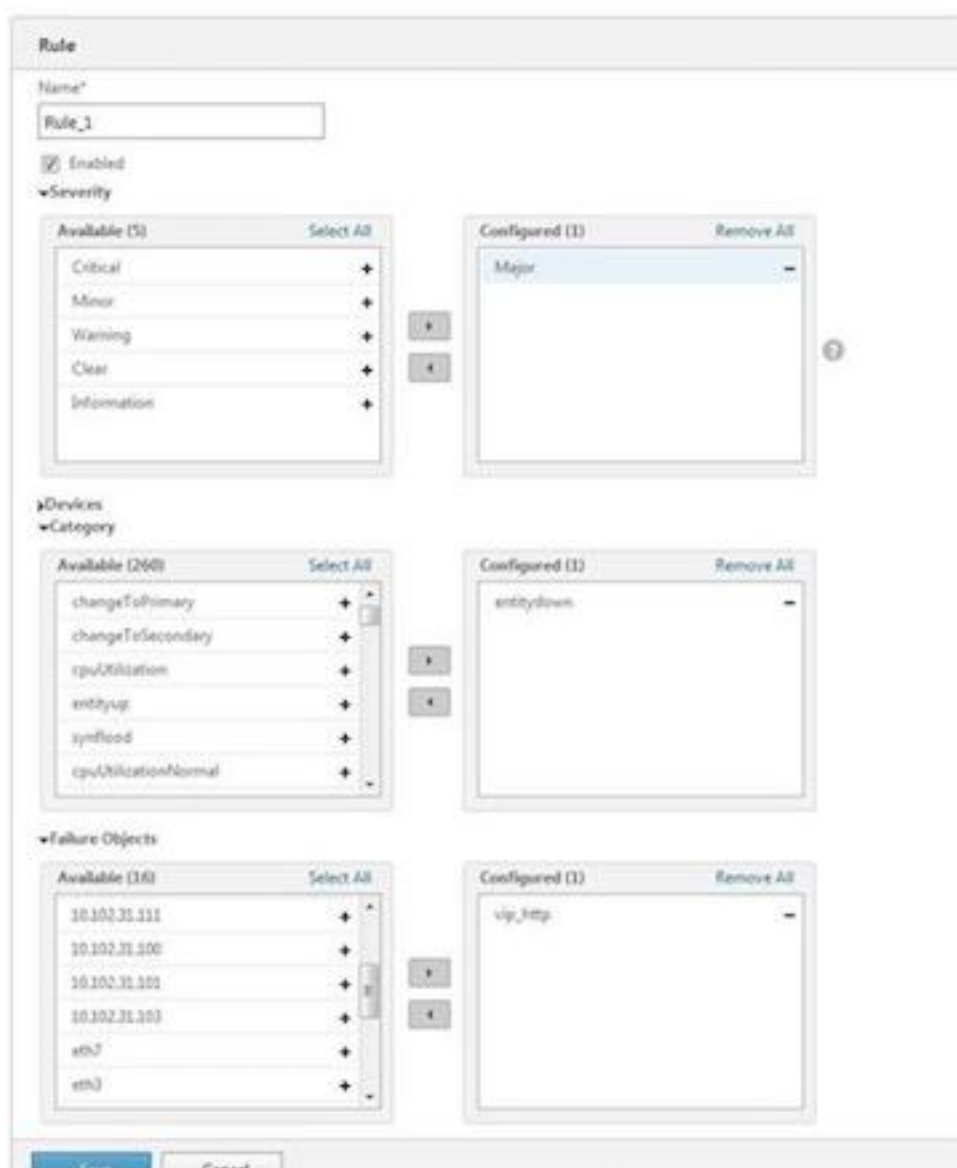 Rule
Name*
Rule_1
Enabled
Severity
Available (5) Select All
Critical
Minor
Warning
Clear
Information
Configured (1) Remove All
Major
Devices
Category
Available (260) Select All
changeToPrimary
changeToSecondary
cpuUtilization
entityup
synflood
cpuUtilizationNormal
Configured (1) Remove All
entitydown
Failure Objects
Available (16) Select All
10.102.31.111
10.102.31.100
10.102.31.101
10.102.31.103
eth7
eth3
Configured (1) Remove All
vip_http
Cancel